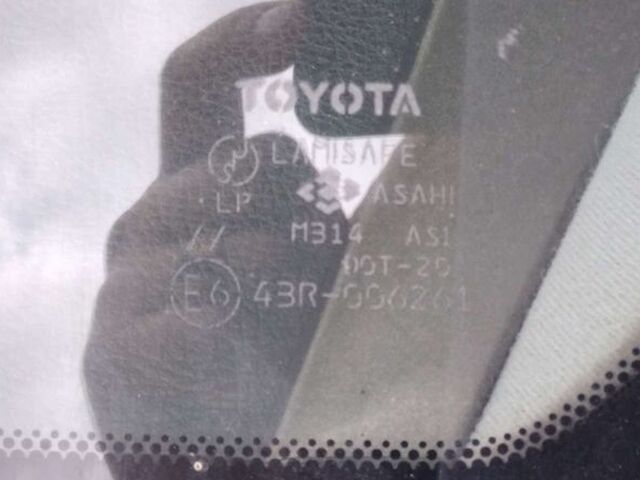 TOYOTA
LAMISAFE
LP ASAHI
M314 AS1
DOT-20
E6 43R-006261